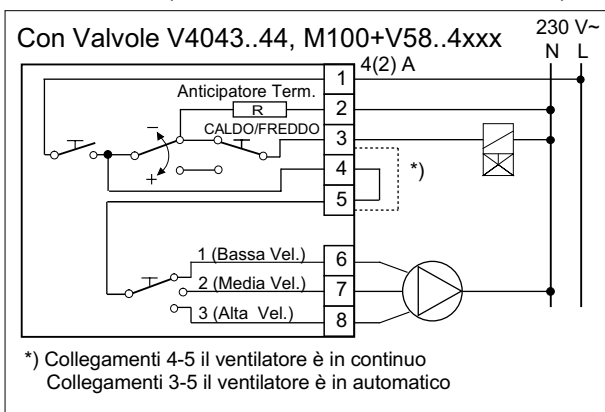 Con Valvole V4043..44, M100+V58..4xxx
230 V~
N L
4(2) A
1
Anticipatore Term.
R
2
CALDO/FREDDO
3
–
+
4
*)
5
1 (Bassa Vel.)
6
2 (Media Vel.)
7
3 (Alta Vel.)
8
*) Collegamenti 4-5 il ventilatore è in continuo
Collegamenti 3-5 il ventilatore è in automatico